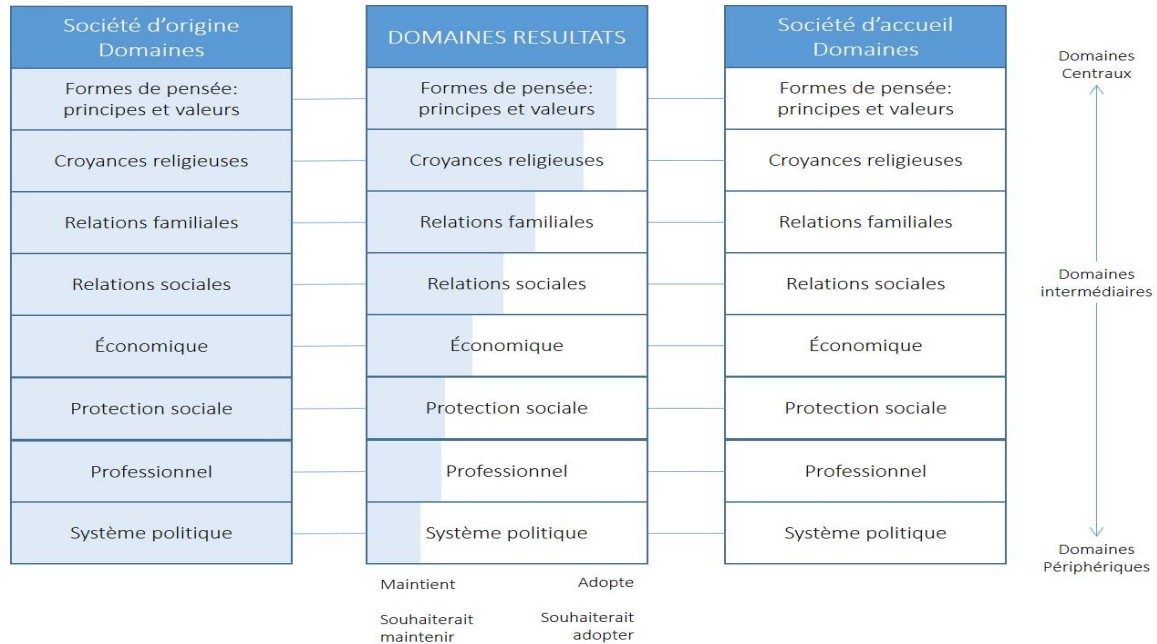 Société d'origine
Domaines
Formes de pensée:
principes et valeurs
Croyances religieuses
Relations familiales
Relations sociales
Économique
Protection sociale
Professionnel
Système politique
DOMAINES RESULTATS
Formes de pensée:
principes et valeurs
Croyances religieuses
Relations familiales
Relations sociales
Économique
Protection sociale
Professionnel
Système politique
Maintient
Adopte
Souhaiterait
maintenir
Souhaiterait
adopter
Société d'accueil
Domaines
Formes de pensée:
principes et valeurs
Croyances religieuses
Relations familiales
Relations sociales
Économique
Protection sociale
Professionnel
Système politique
Domaines
Centraux
Domaines
intermédiaires
Domaines
Périphériques